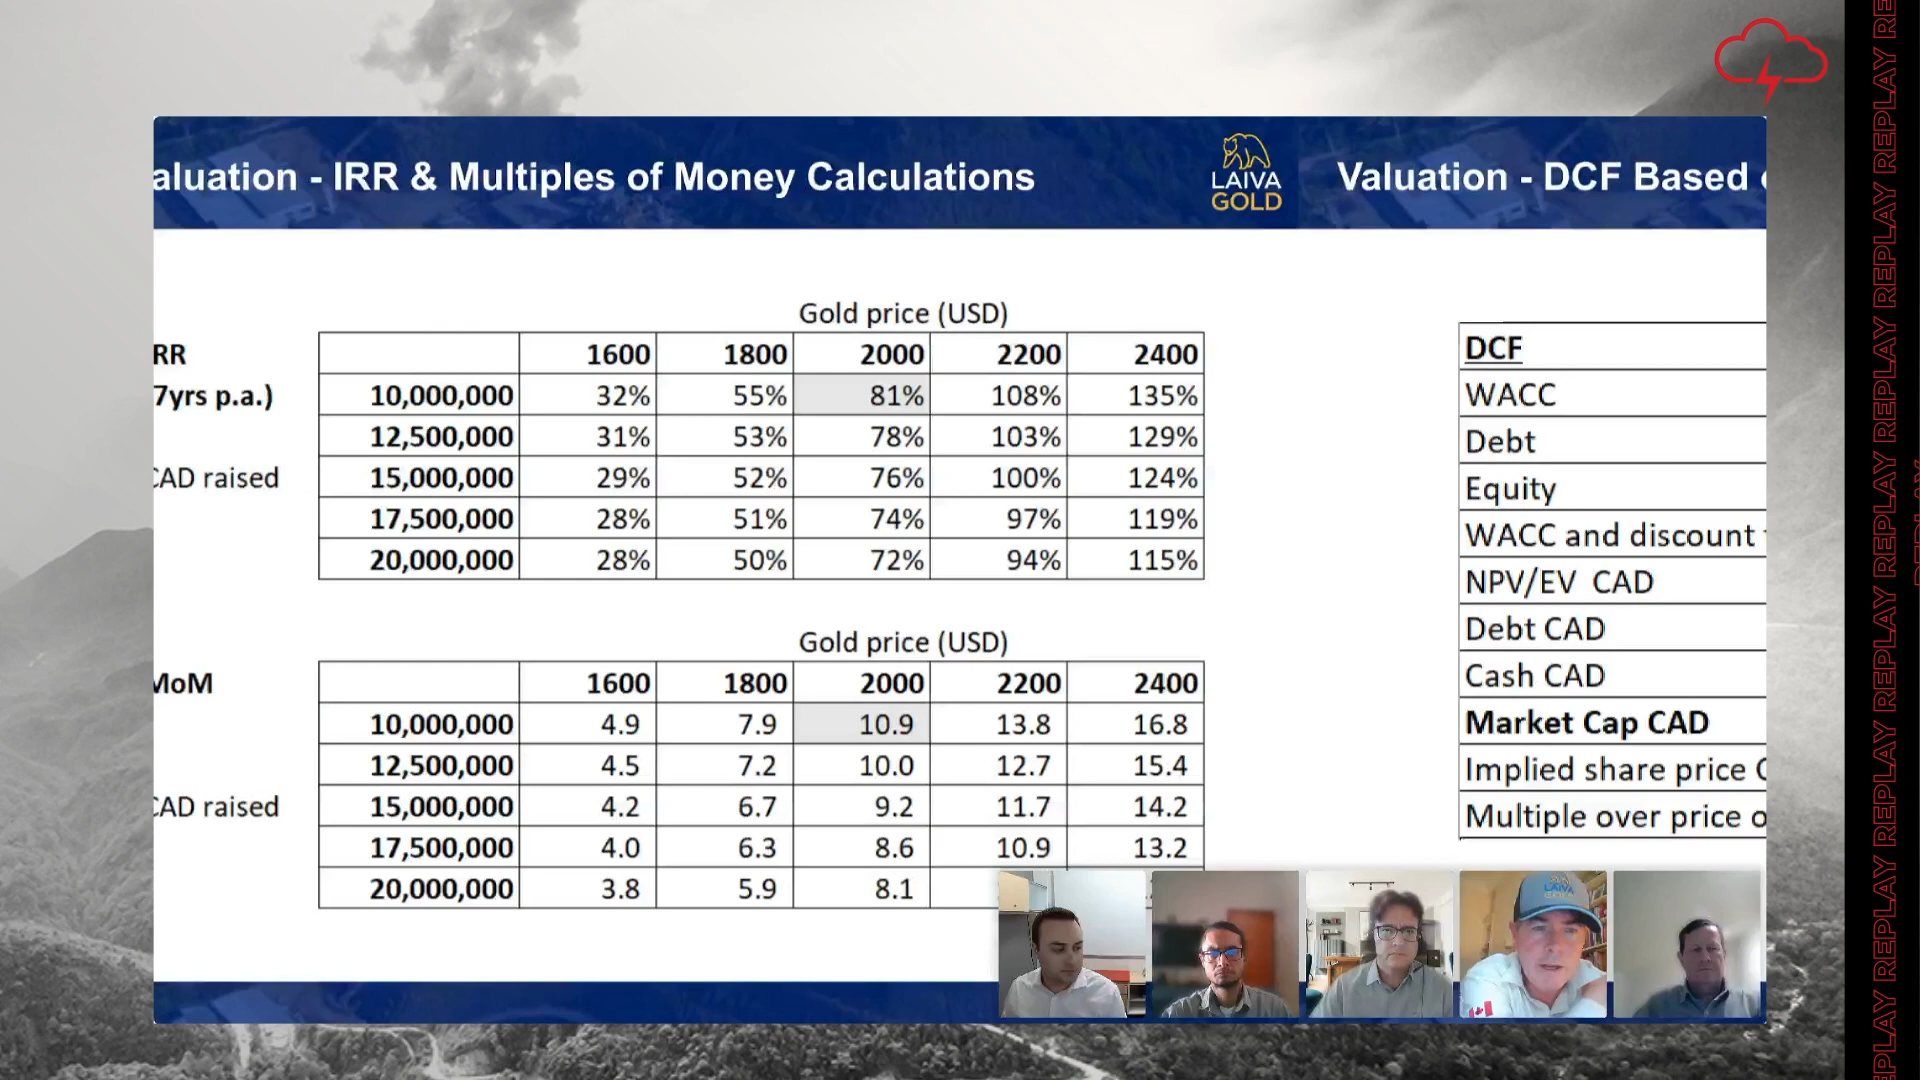 aluation - IRR & Multiples of Money Calculations
LAIVA
GOLD
Valuation - DCF Based
Gold price (USD)
RR 1600 1800 2000 2200 2400
7yrs p.a.) 10,000,000 32% 55% 81% 108% 135%
12,500,000 31% 53% 78% 103% 129%
CAD raised 15,000,000 29% 52% 76% 100% 124%
17,500,000 28% 51% 74% 97% 119%
20,000,000 28% 50% 72% 94% 115%
Gold price (USD)
MoM 1600 1800 2000 2200 2400
10,000,000 4.9 7.9 10.9 13.8 16.8
12,500,000 4.5 7.2 10.0 12.7 15.4
CAD raised 15,000,000 4.2 6.7 9.2 11.7 14.2
17,500,000 4.0 6.3 8.6 10.9 13.2
20,000,000 3.8 5.9 8.1
DCF
WACC
Debt
Equity
WACC and discount
NPV/EV CAD
Debt CAD
Cash CAD
Market Cap CAD
Implied share price
Multiple over price
LAIVA
REPLAY REPLAY REPLAY REPLAY REPLAY REPLAY REPLAY REPLAY REPLAY